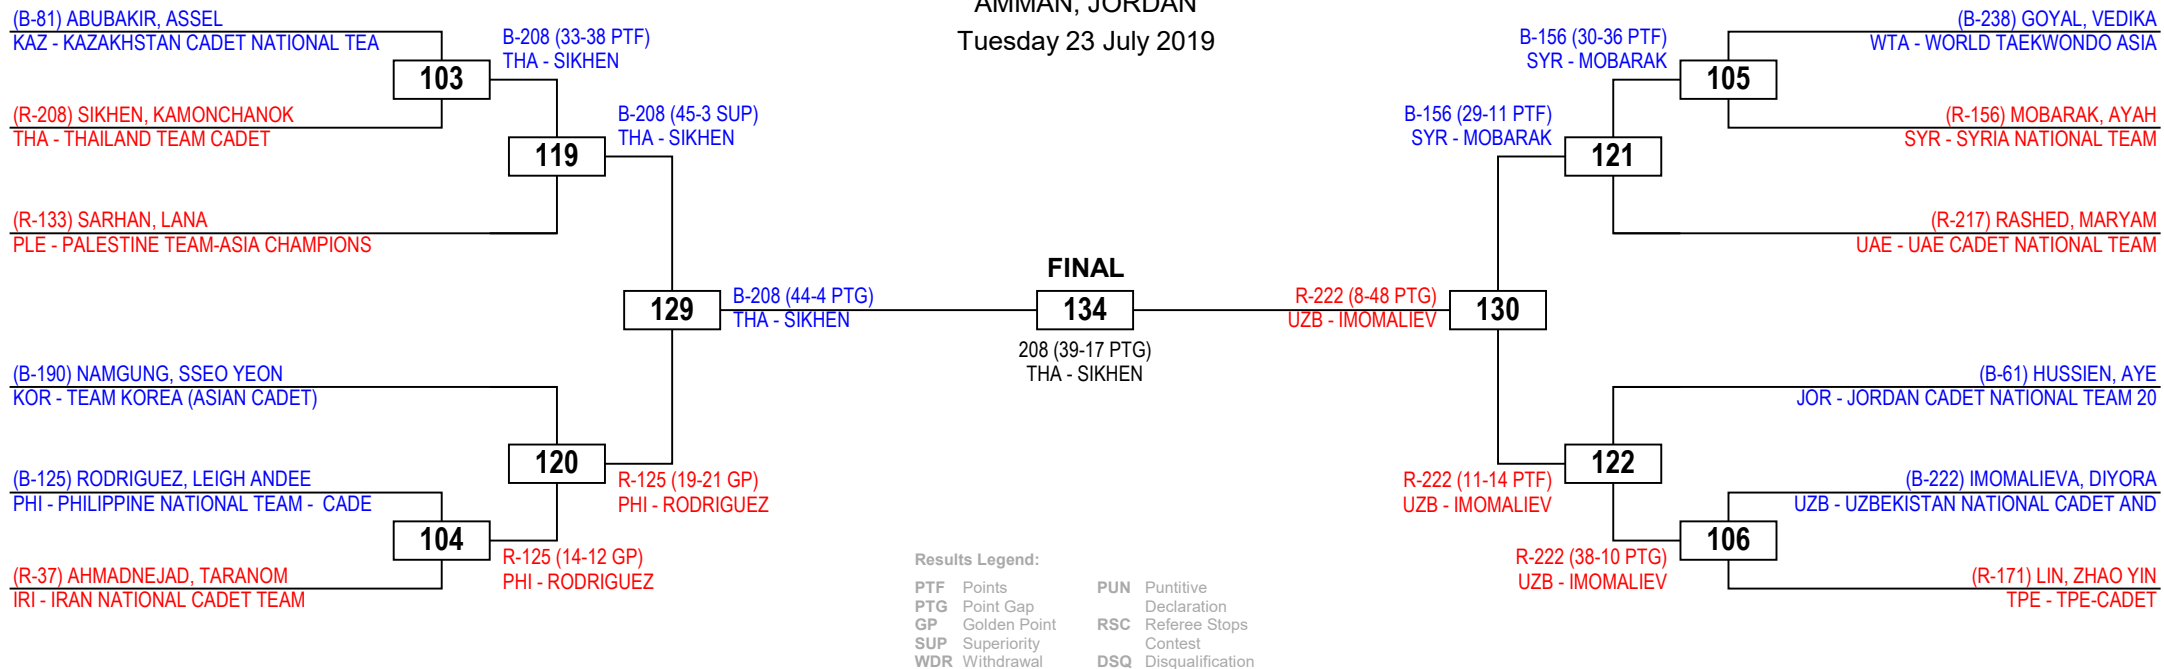 AMMAN, JORDAN
Tuesday 23 July 2019
(B-81) ABUBAKIR, ASSEL
KAZ - KAZAKHSTAN CADET NATIONAL TEA
B-208 (33-38 PTF)
THA - SIKHEN
103
(R-208) SIKHEN, KAMONCHANOK
THA - THAILAND TEAM CADET
B-208 (45-3 SUP)
THA - SIKHEN
119
(R-133) SARHAN, LANA
PLE - PALESTINE TEAM-ASIA CHAMPIONS
129
B-208 (44-4 PTG)
THA - SIKHEN
(B-190) NAMGUNG, SSEO YEON
KOR - TEAM KOREA (ASIAN CADET)
120
R-125 (19-21 GP)
PHI - RODRIGUEZ
(B-125) RODRIGUEZ, LEIGH ANDEE
PHI - PHILIPPINE NATIONAL TEAM -  CADE
104
R-125 (14-12 GP)
PHI - RODRIGUEZ
(R-37) AHMADNEJAD, TARANOM
IRI - IRAN NATIONAL CADET TEAM
FINAL
134
208 (39-17 PTG)
THA - SIKHEN
(B-238) GOYAL, VEDIKA
WTA - WORLD TAEKWONDO ASIA
B-156 (30-36 PTF)
SYR - MOBARAK
105
(R-156) MOBARAK, AYAH
SYR - SYRIA NATIONAL TEAM
B-156 (29-11 PTF)
SYR - MOBARAK
121
(R-217) RASHED, MARYAM
UAE - UAE CADET NATIONAL TEAM
R-222 (8-48 PTG)
UZB - IMOMALIEV
130
(B-61) HUSSIEN, AYE
JOR - JORDAN CADET NATIONAL TEAM 20
R-222 (11-14 PTF)
UZB - IMOMALIEV
122
(B-222) IMOMALIEVA, DIYORA
UZB - UZBEKISTAN NATIONAL CADET AND
R-222 (38-10 PTG)
UZB - IMOMALIEV
106
(R-171) LIN, ZHAO YIN
TPE - TPE-CADET
Results Legend:
PTF Points
PTG Point Gap
GP Golden Point
SUP Superiority
WDR Withdrawal
PUN Puntitive
Declaration
RSC Referee Stops
Contest
DSQ Disqualification